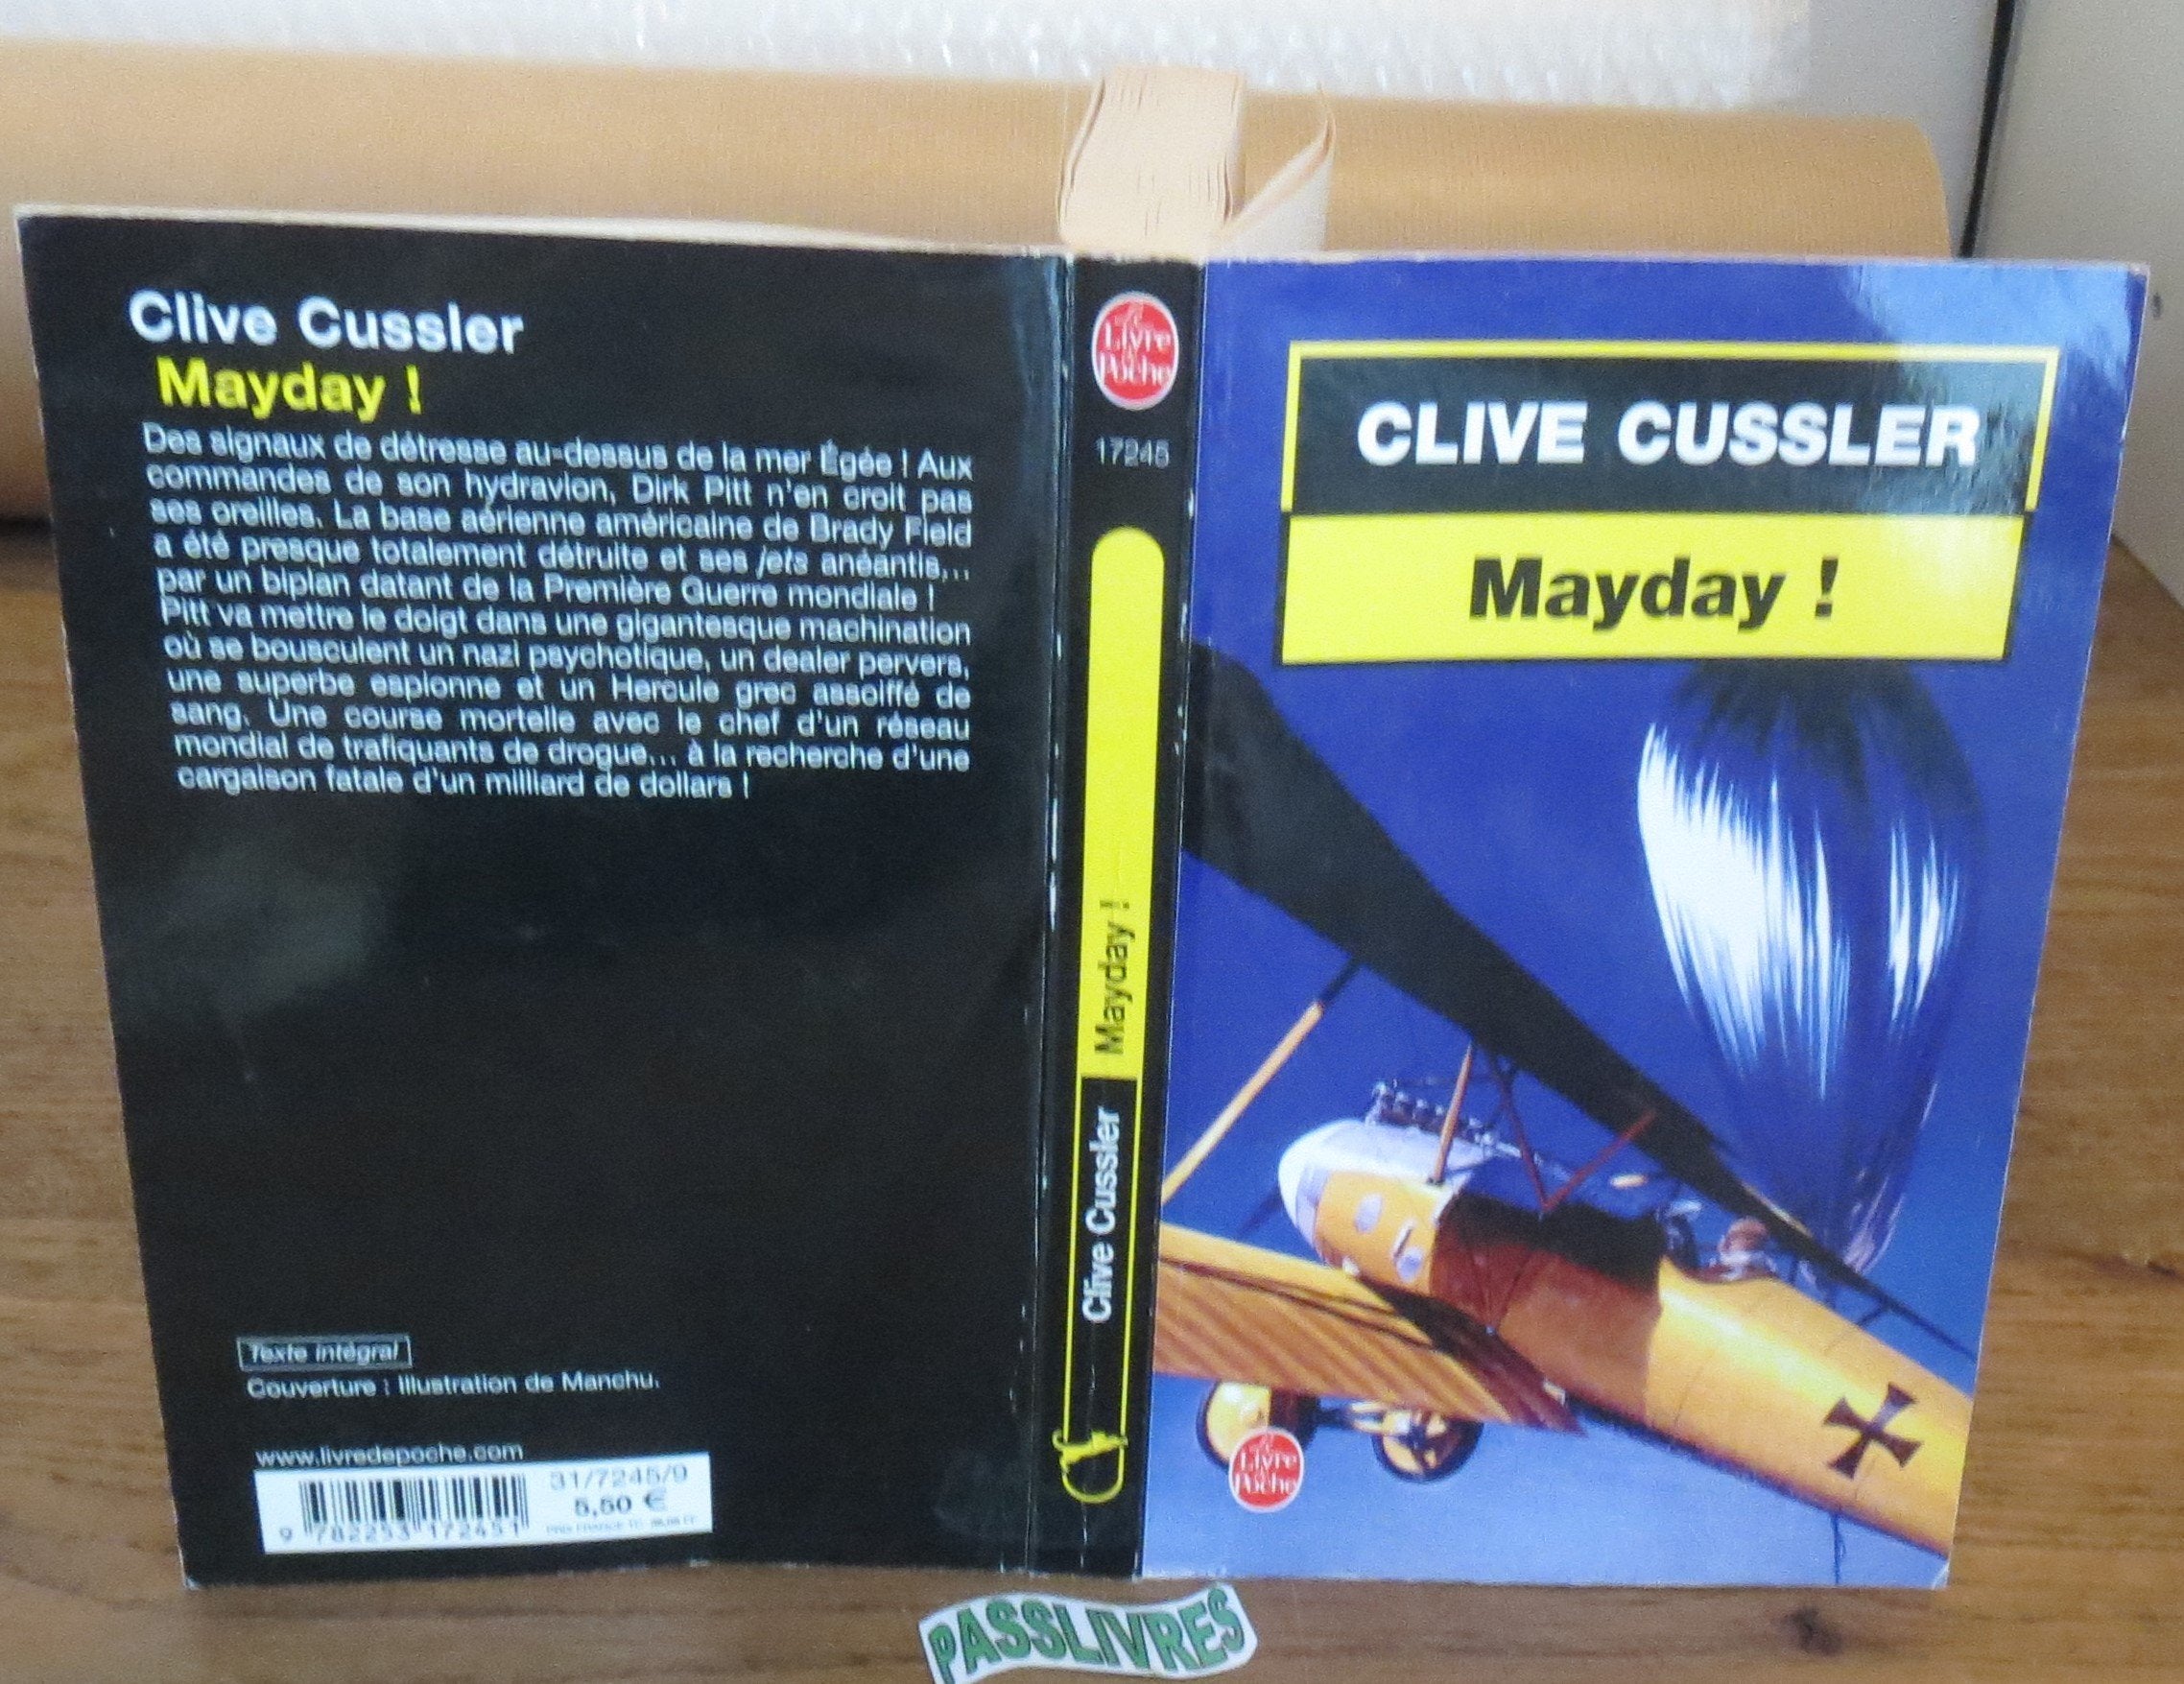 Clive Cussler
Mayday !
Des signaux de détresse au-dessus de la mer Égée ! Aux
commandes de son hydravion, Dirk Pitt n'en croit pas
ses oreilles. La base aérienne américaine de Brady Field
a été presque totalement détruite et ses jets anéantis...
par un biplan datant de la Première Guerre mondiale !
Pitt va mettre le doigt dans une gigantesque machination
où se bousculent un nazi psychotique, un dealer pervers,
une superbe espionne et un Hercule grec assoiffé de
sang. Une course mortelle avec le chef d'un réseau
mondial de trafiquants de drogue... à la recherche d'une
cargaison fatale d'un milliard de dollars !
Texte intégral
Couverture : Illustration de Manchu.
www.livredepoche.com
31/7245/9
5,50 €
9 782253 172451
Le
Livre
de
Poche
17245
Mayday !
Clive Cussler
CLIVE CUSSLER
Mayday !
Le
Livre
de
Poche
PASSLIVRES